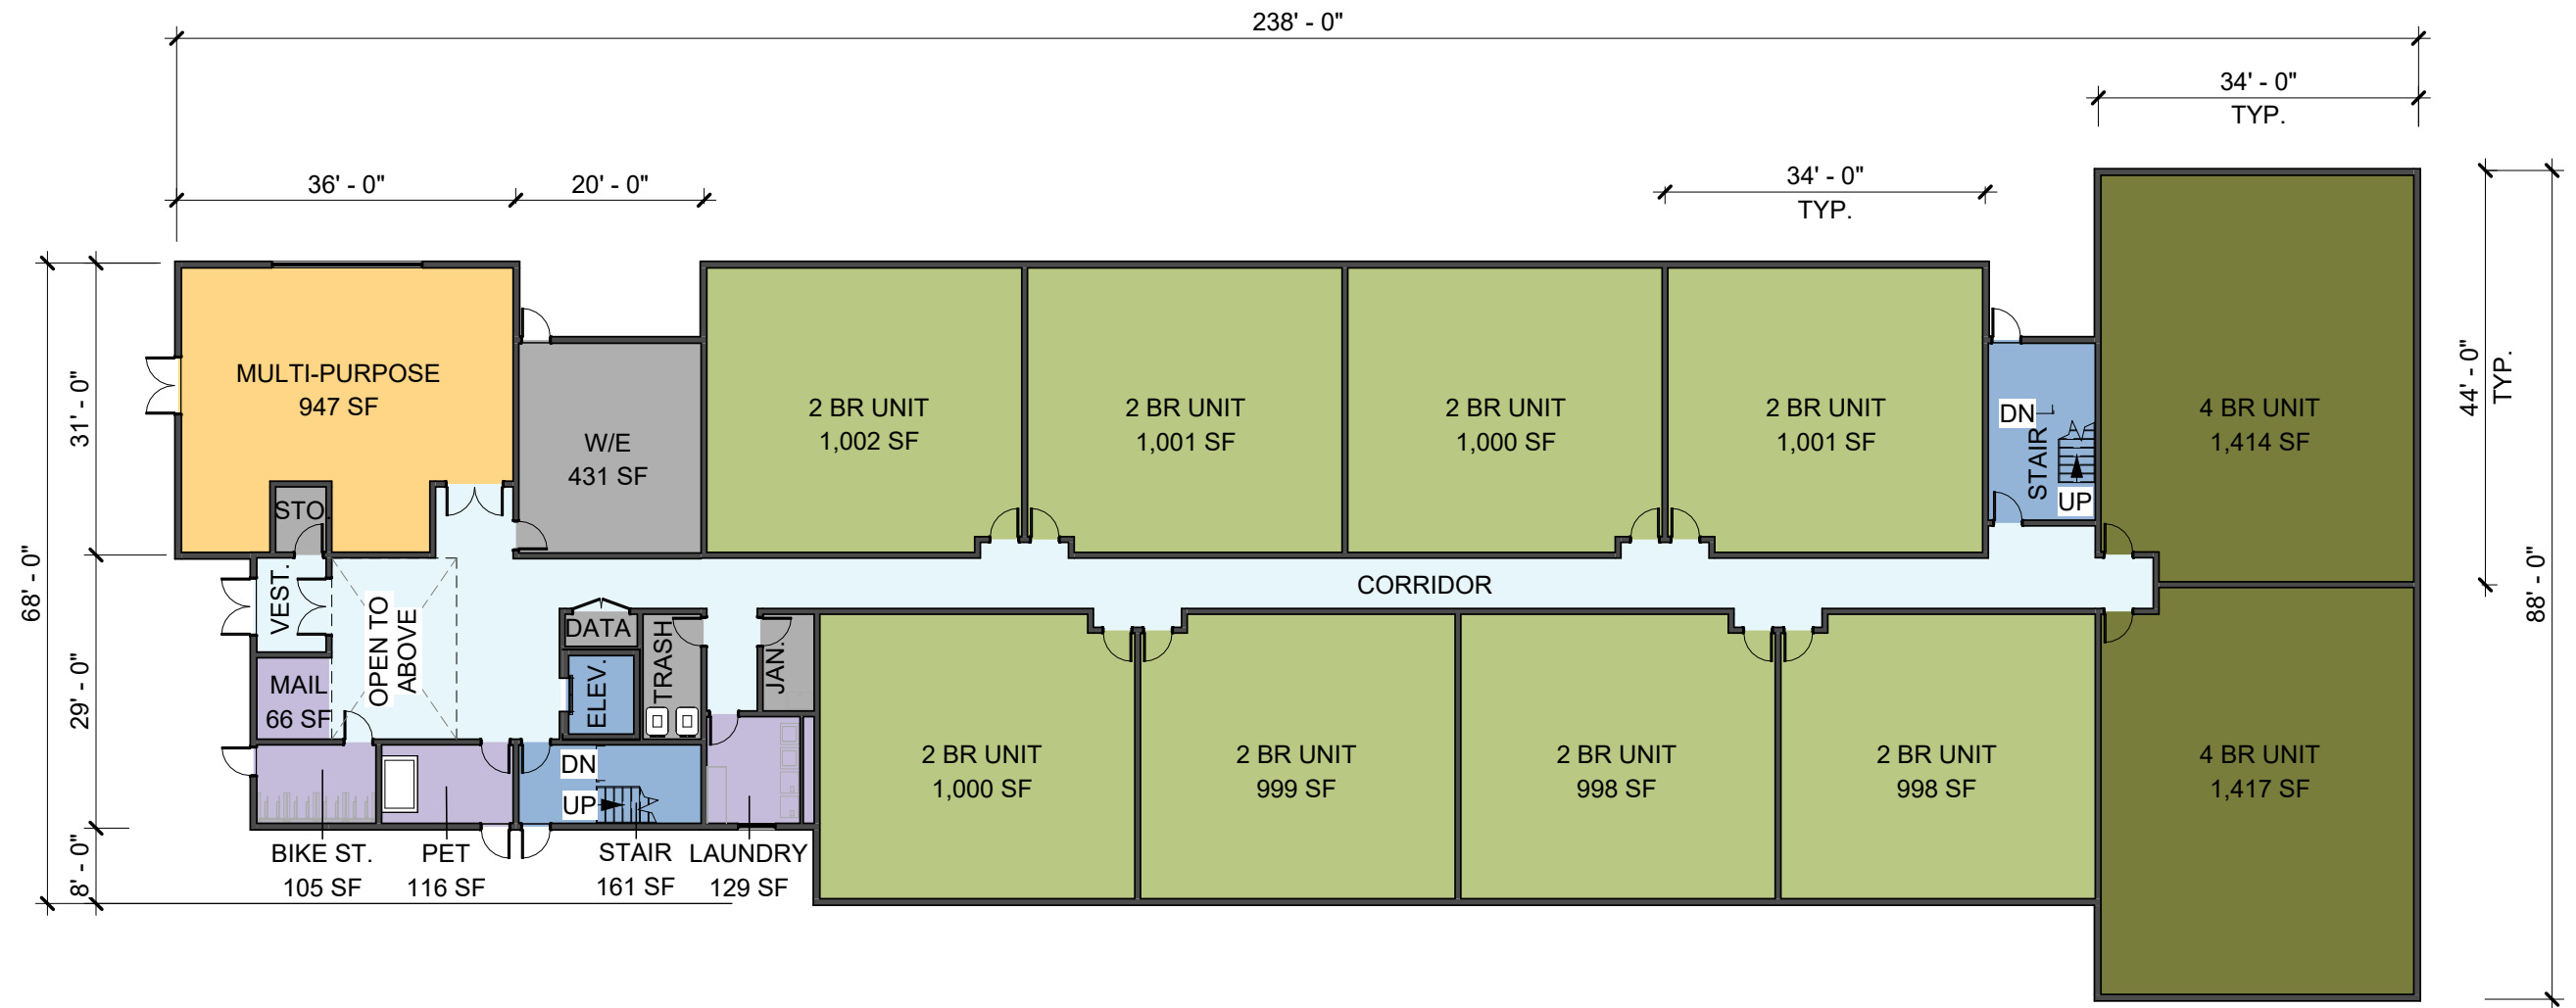 238' - 0"
34' - 0"
TYP.
36' - 0"
20' - 0"
34' - 0"
TYP.
68' - 0"
31' - 0"
29' - 0"
8' - 0"
44' - 0"
TYP.
88' - 0"
MULTI-PURPOSE
947 SF
STO.
W/E
431 SF
2 BR UNIT
1,002 SF
2 BR UNIT
1,001 SF
2 BR UNIT
1,000 SF
2 BR UNIT
1,001 SF
DN
STAIR
UP
4 BR UNIT
1,414 SF
VEST.
OPEN TO
ABOVE
CORRIDOR
DATA
TRASH
JAN.
ELEV.
MAIL
66 SF
DN
UP
2 BR UNIT
1,000 SF
2 BR UNIT
999 SF
2 BR UNIT
998 SF
2 BR UNIT
998 SF
4 BR UNIT
1,417 SF
BIKE ST.
105 SF
PET
116 SF
STAIR
161 SF
LAUNDRY
129 SF